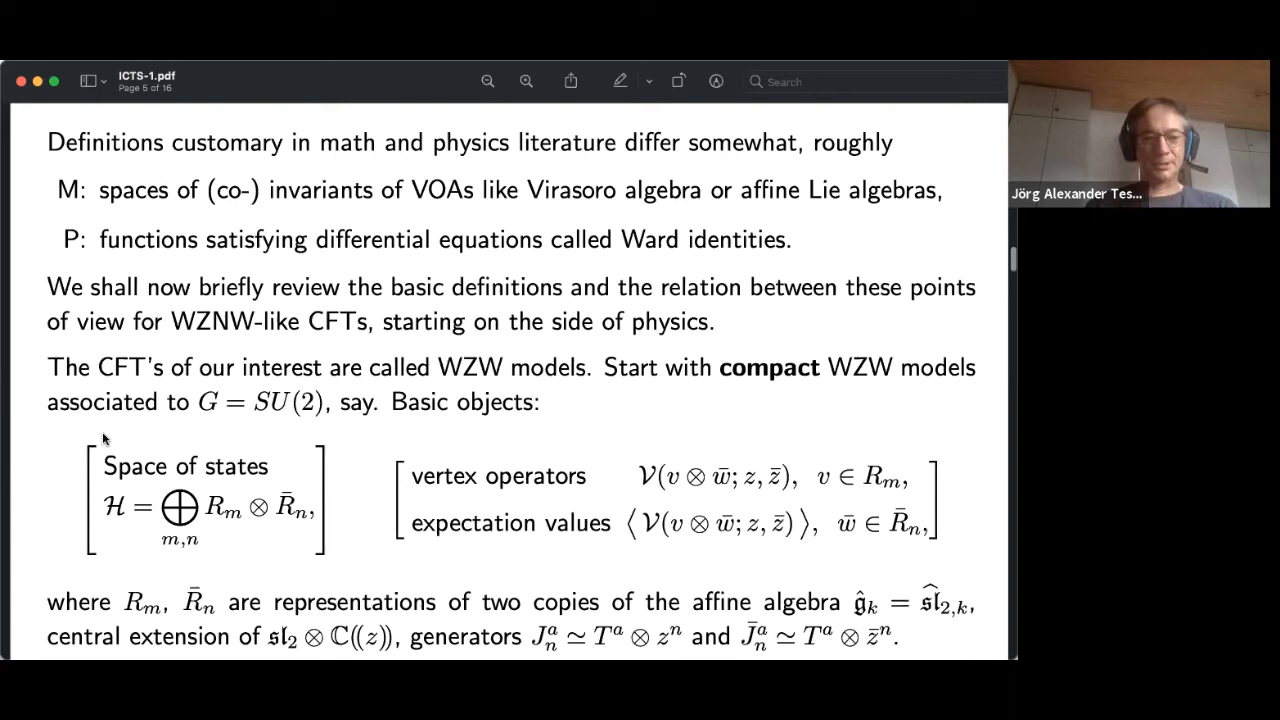 ICTS-1.pdf
Page 5 of 16
Search
Definitions customary in math and physics literature differ somewhat, roughly
M: spaces of (co-) invariants of VOAs like Virasoro algebra or affine Lie algebras,
P: functions satisfying differential equations called Ward identities.
We shall now briefly review the basic definitions and the relation between these points
of view for WZNW-like CFTs, starting on the side of physics.
The CFT's of our interest are called WZW models. Start with compact WZW models
associated to G = SU(2), say. Basic objects:
Space of states
ℋ = ⨁_{m,n} R_m ⊗ R̄_n,
vertex operators 𝒱(v ⊗ w̄; z, z̄), v ∈ R_m,
expectation values ⟨𝒱(v ⊗ w̄; z, z̄)⟩, w̄ ∈ R̄_n,
where R_m, R̄_n are representations of two copies of the affine algebra 𝔤̂_k = 𝔰𝔩̂_{2,k},
central extension of 𝔰𝔩_2 ⊗ ℂ((z)), generators J^a_n ≃ T^a ⊗ z^n and J̄^a_n ≃ T^a ⊗ z̄^n.
Jörg Alexander Tes...